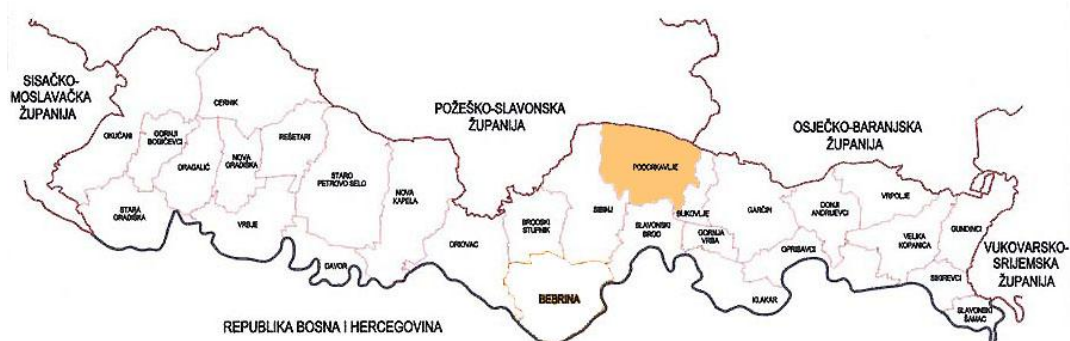 SISAČKO-
MOSLAVAČKA
ŽUPANIJA
POŽEŠKO-SLAVONSKA
ŽUPANIJA
OSJEČKO-BARANJSKA
ŽUPANIJA
VUKOVARSKO-
SRIJEMSKA
ŽUPANIJA
CERNIK
OKUČANI
GORNJI
BOGIĆEVCI
REŠETARI
DRAGALIĆ
NOVA
GRADIŠKA
STARO
PETROVO SELO
NOVA
KAPELA
STARA
GRADIŠKA
VRBJE
DAVOR
ORIOVAC
BRODSKI
STUPNIK
BEBRINA
SIBINJ
PODCRKAVLJE
SLAVONSKI
BROD
BUKOVLJE
GORNJA
VRBA
GARČIN
KLAKAR
OPRISAVCI
DONJI
ANDRIJEVCI
VRPOLJE
VELIKA
KOPANICA
GUNDINCI
SIKIREVCI
SLAVONSKI
ŠAMAC
REPUBLIKA BOSNA I HERCEGOVINA